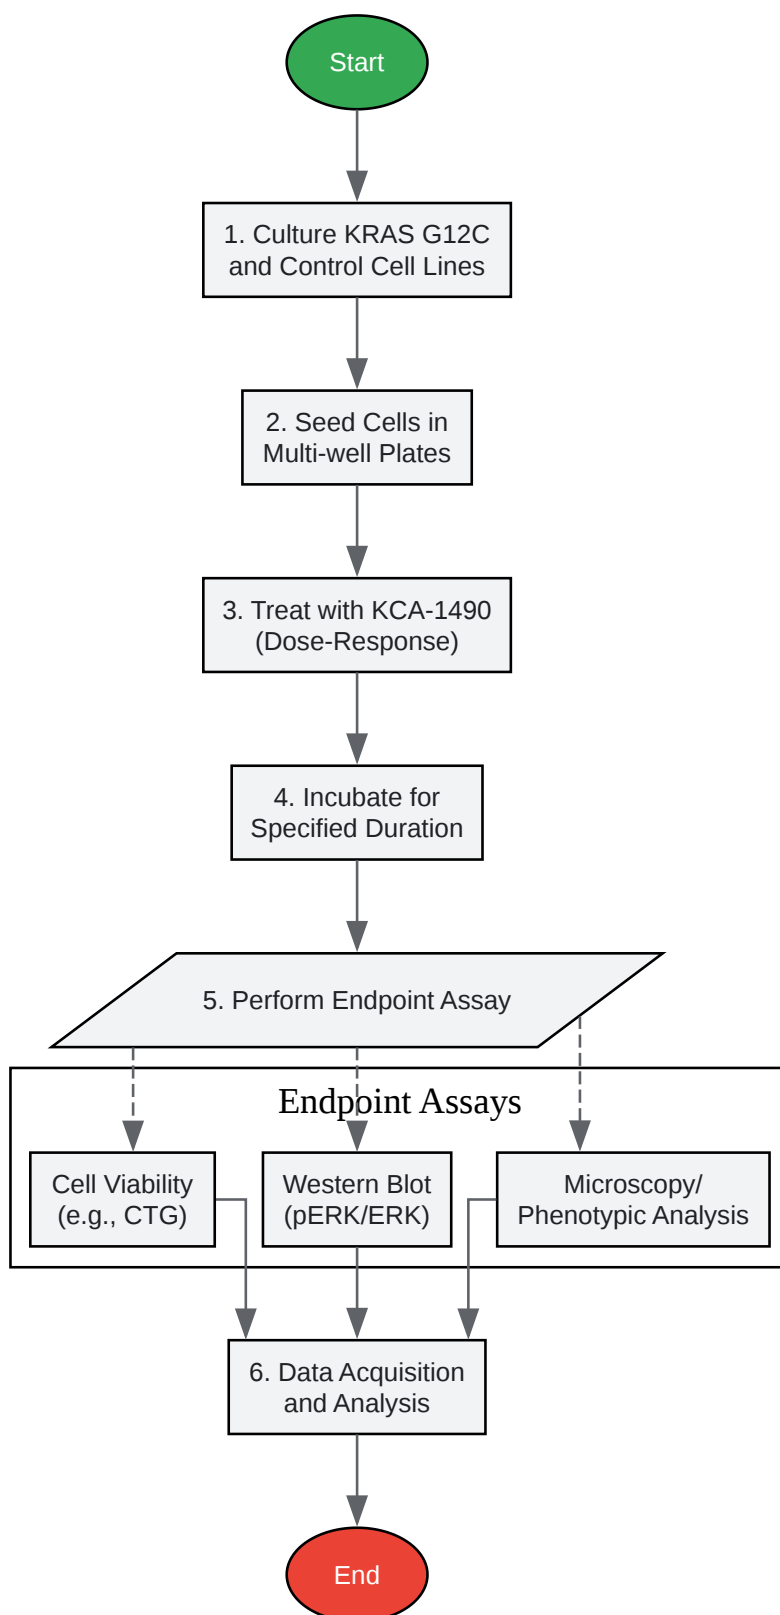 Start
1. Culture KRAS G12C
and Control Cell Lines
2. Seed Cells in
Multi-well Plates
3. Treat with KCA-1490
(Dose-Response)
4. Incubate for
Specified Duration
5. Perform Endpoint Assay
Endpoint Assays
Cell Viability
(e.g., CTG)
Western Blot
(pERK/ERK)
Microscopy/
Phenotypic Analysis
6. Data Acquisition
and Analysis
End